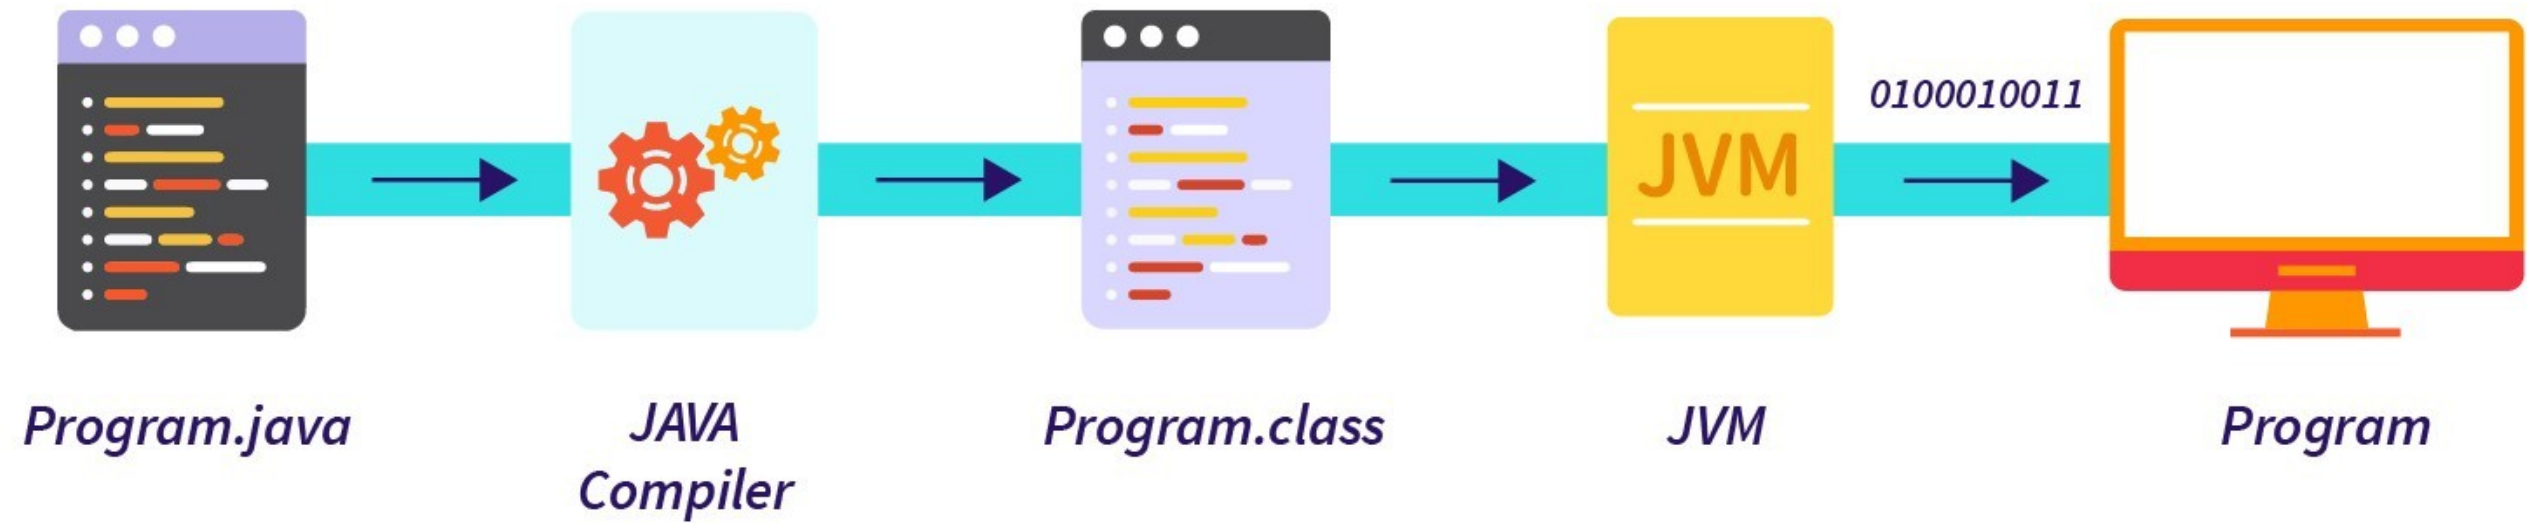 JVM
0100010011
Program.java
JAVA
Compiler
Program.class
JVM
Program